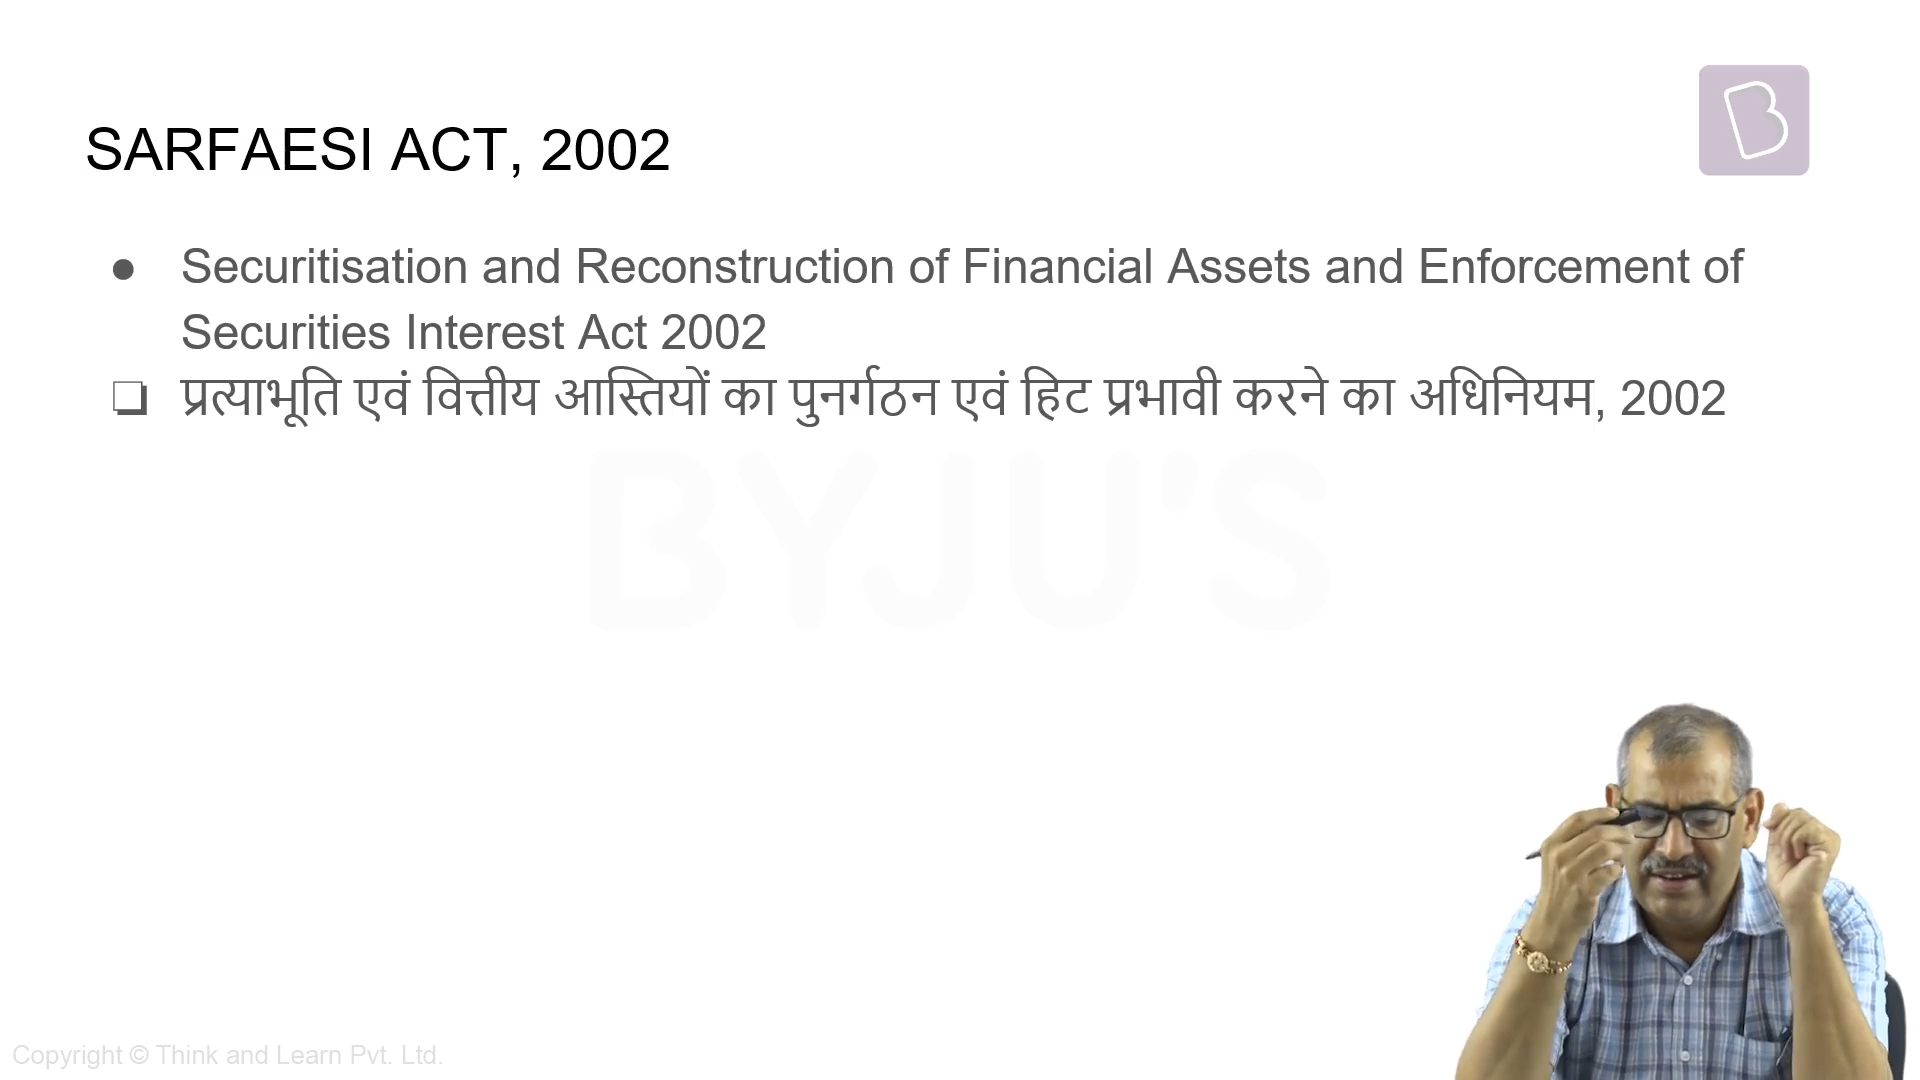 SARFAESI ACT, 2002
● Securitisation and Reconstruction of Financial Assets and Enforcement of
Securities Interest Act 2002
❏ प्रत्याभूति एवं वित्तीय आस्तियों का पुनर्गठन एवं हिट प्रभावी करने का अधिनियम, 2002
BYJU'S
Copyright © Think and Learn Pvt. Ltd.